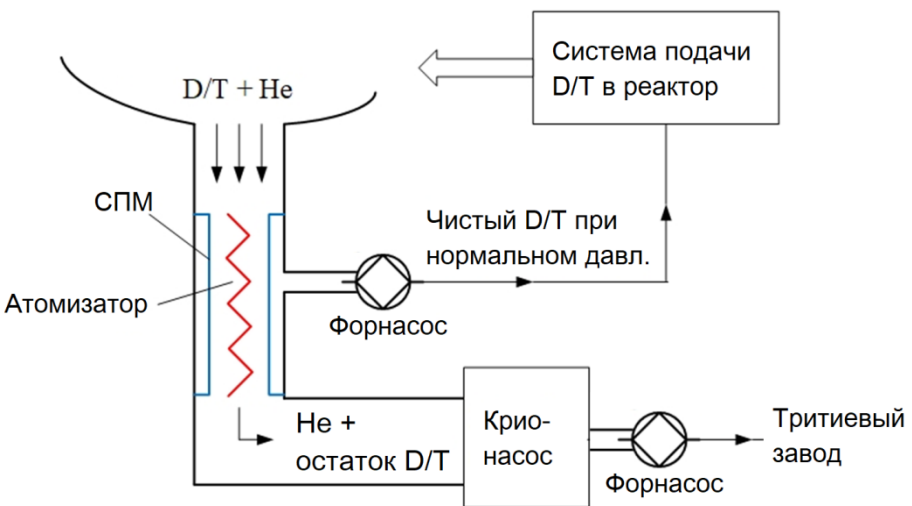 Система подачи
D/T в реактор
D/T + He
СПМ
Чистый D/T при
нормальном давл.
Атомизатор
Форнасос
He +
остаток D/T
Крио-
насос
Тритиевый
завод
Форнасос